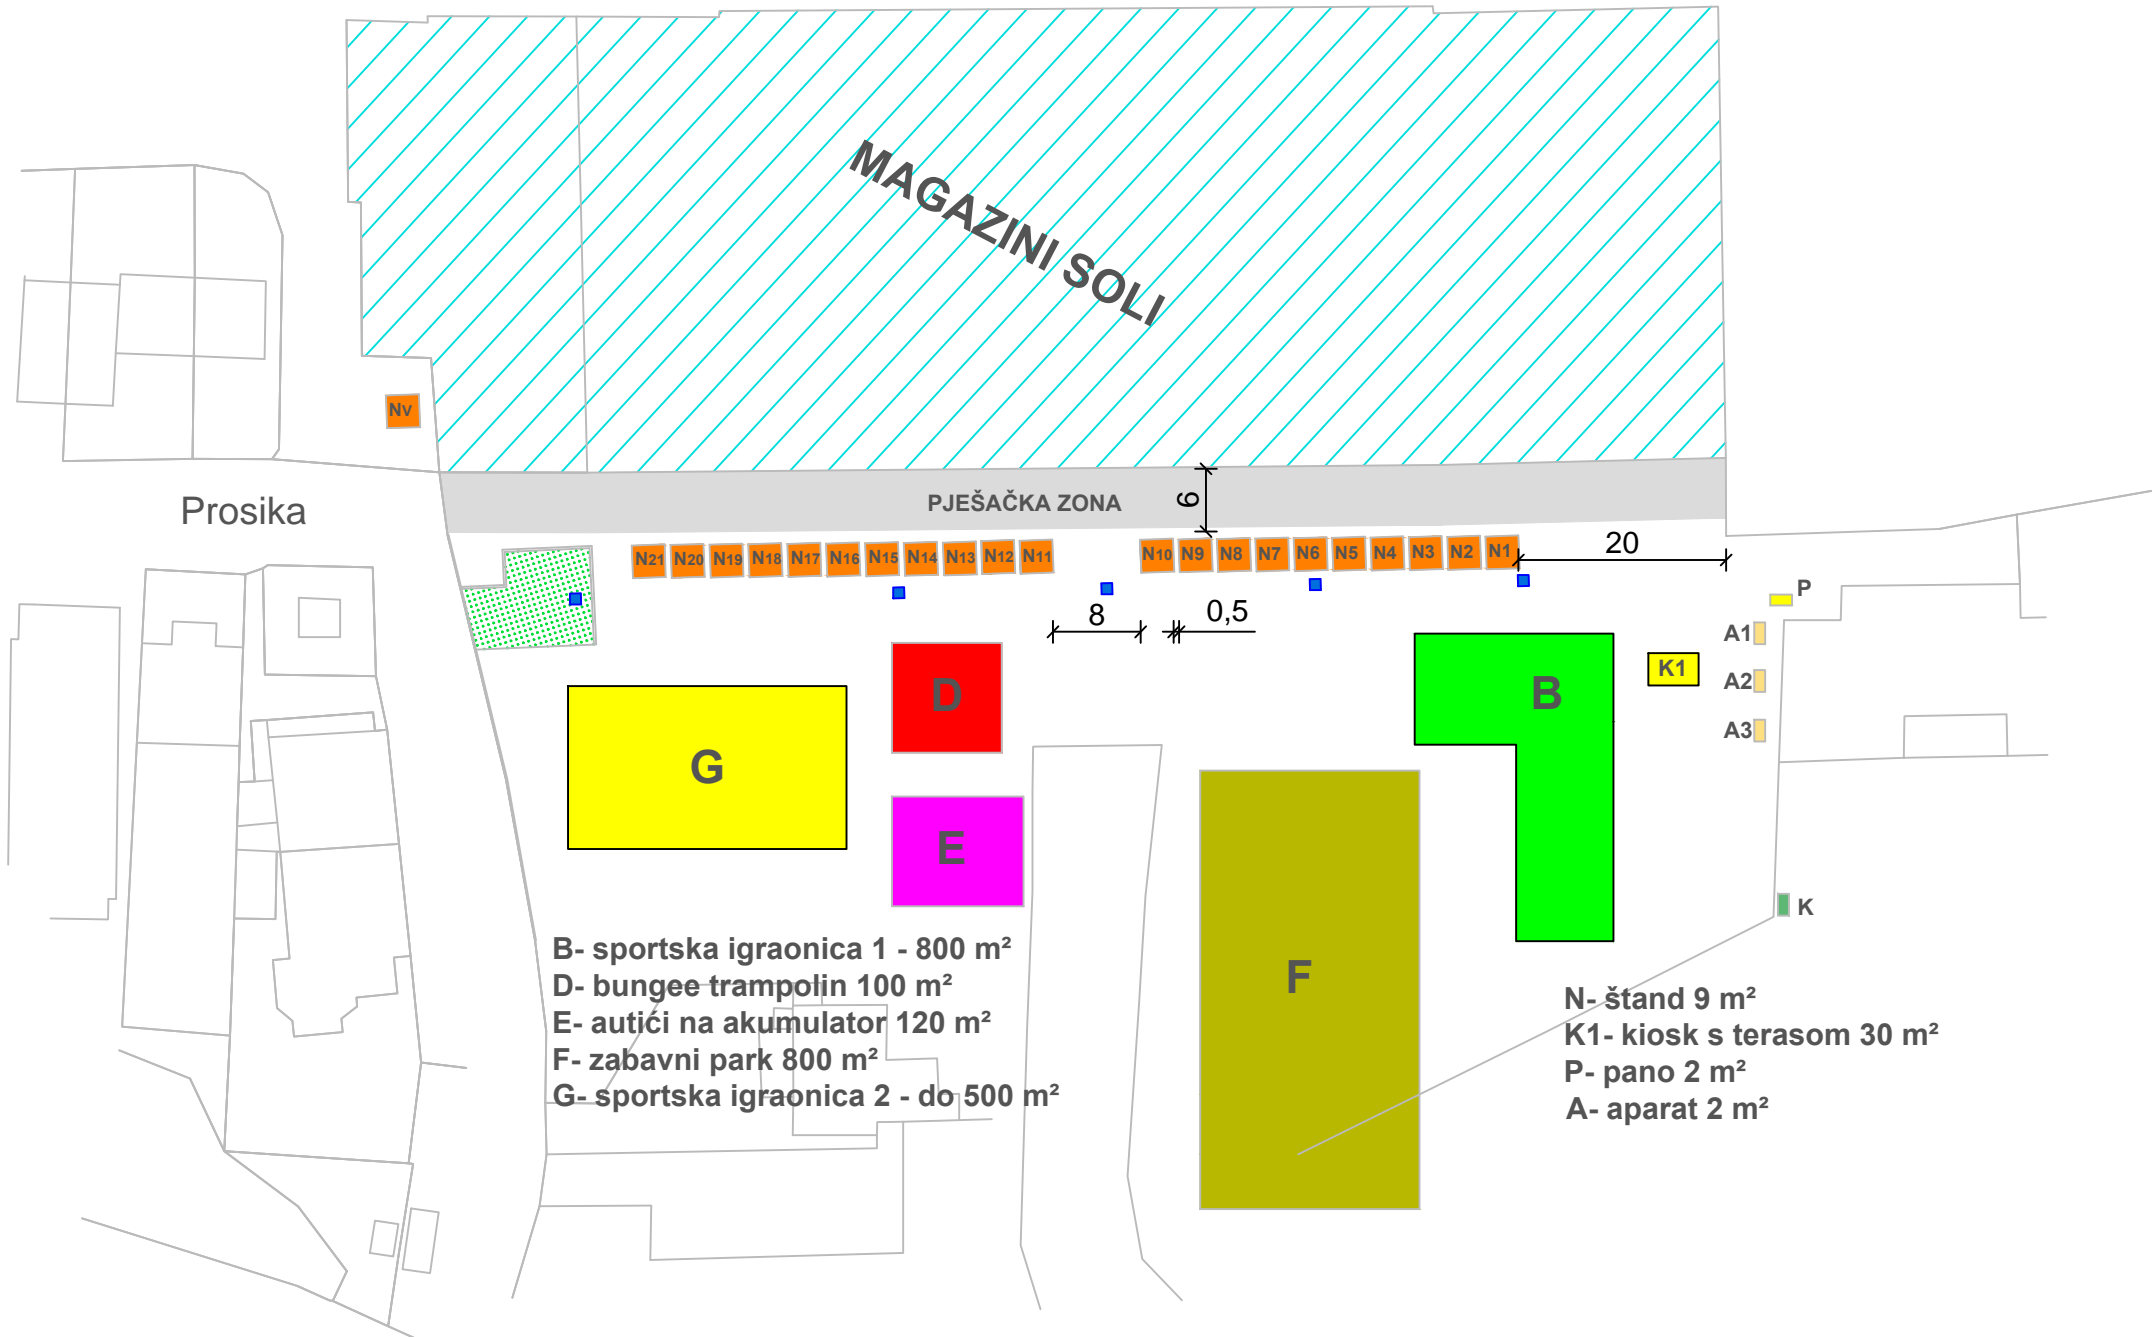 MAGAZINI SOLI
Nv
Prosika
PJEŠAČKA ZONA
6
N21 N20 N19 N18 N17 N16 N15 N14 N13 N12 N11 N10 N9 N8 N7 N6 N5 N4 N3 N2 N1
20
8
0,5
P
A1
K1
A2
A3
D
B
G
E
K
F
B- sportska igraonica 1 - 800 m²
D- bungee trampolin 100 m²
E- autići na akumulator 120 m²
F- zabavni park 800 m²
G- sportska igraonica 2 - do 500 m²
N- štand 9 m²
K1- kiosk s terasom 30 m²
P- pano 2 m²
A- aparat 2 m²